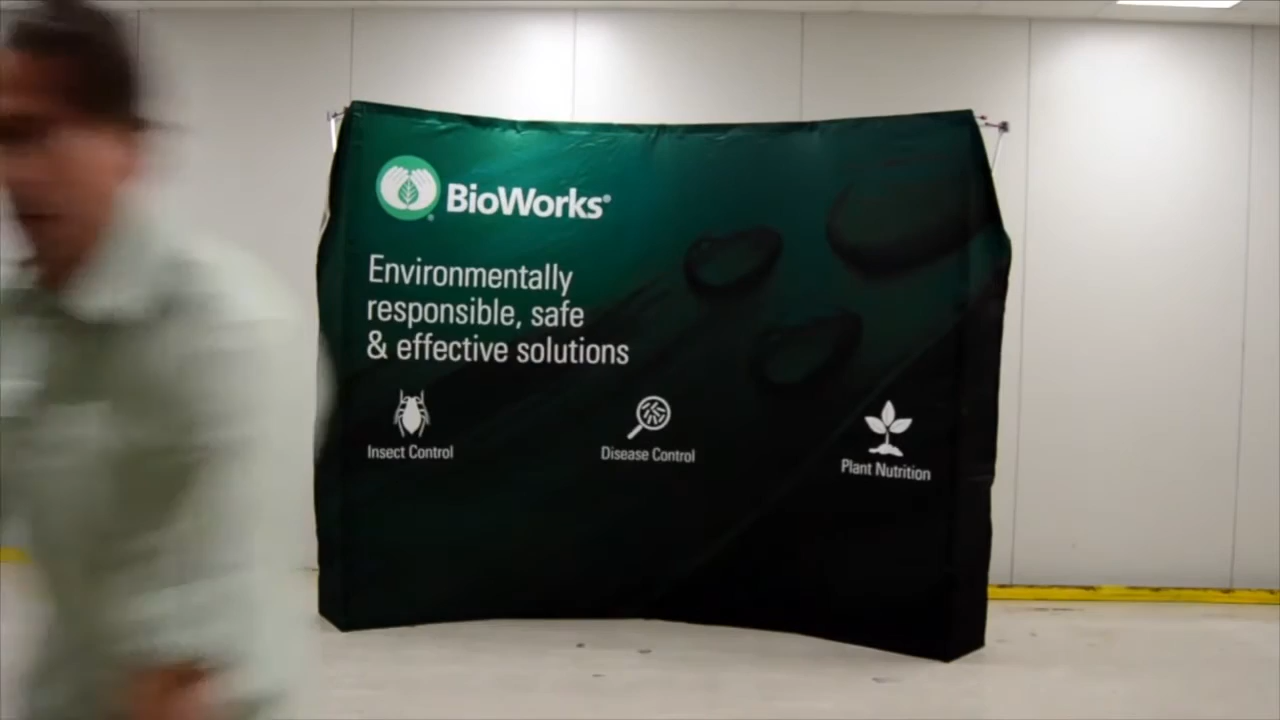 BioWorks®
Environmentally
responsible, safe
& effective solutions
Insect Control
Disease Control
Plant Nutrition